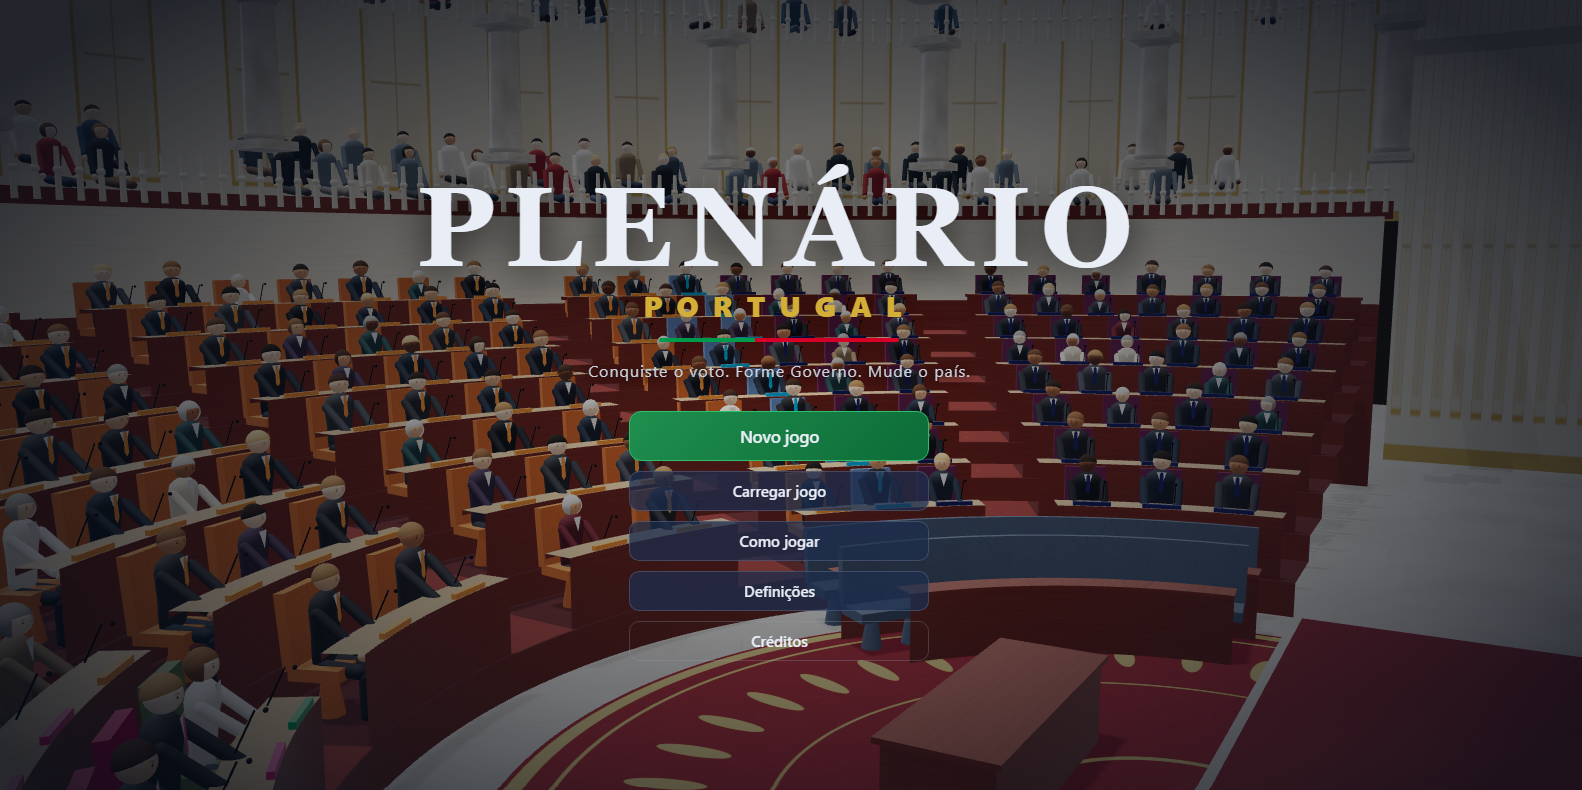 PLENÁRIO
PORTUGAL
Conquiste o voto. Forme Governo. Mude o país.
Novo jogo
Carregar jogo
Como jogar
Definições
Créditos